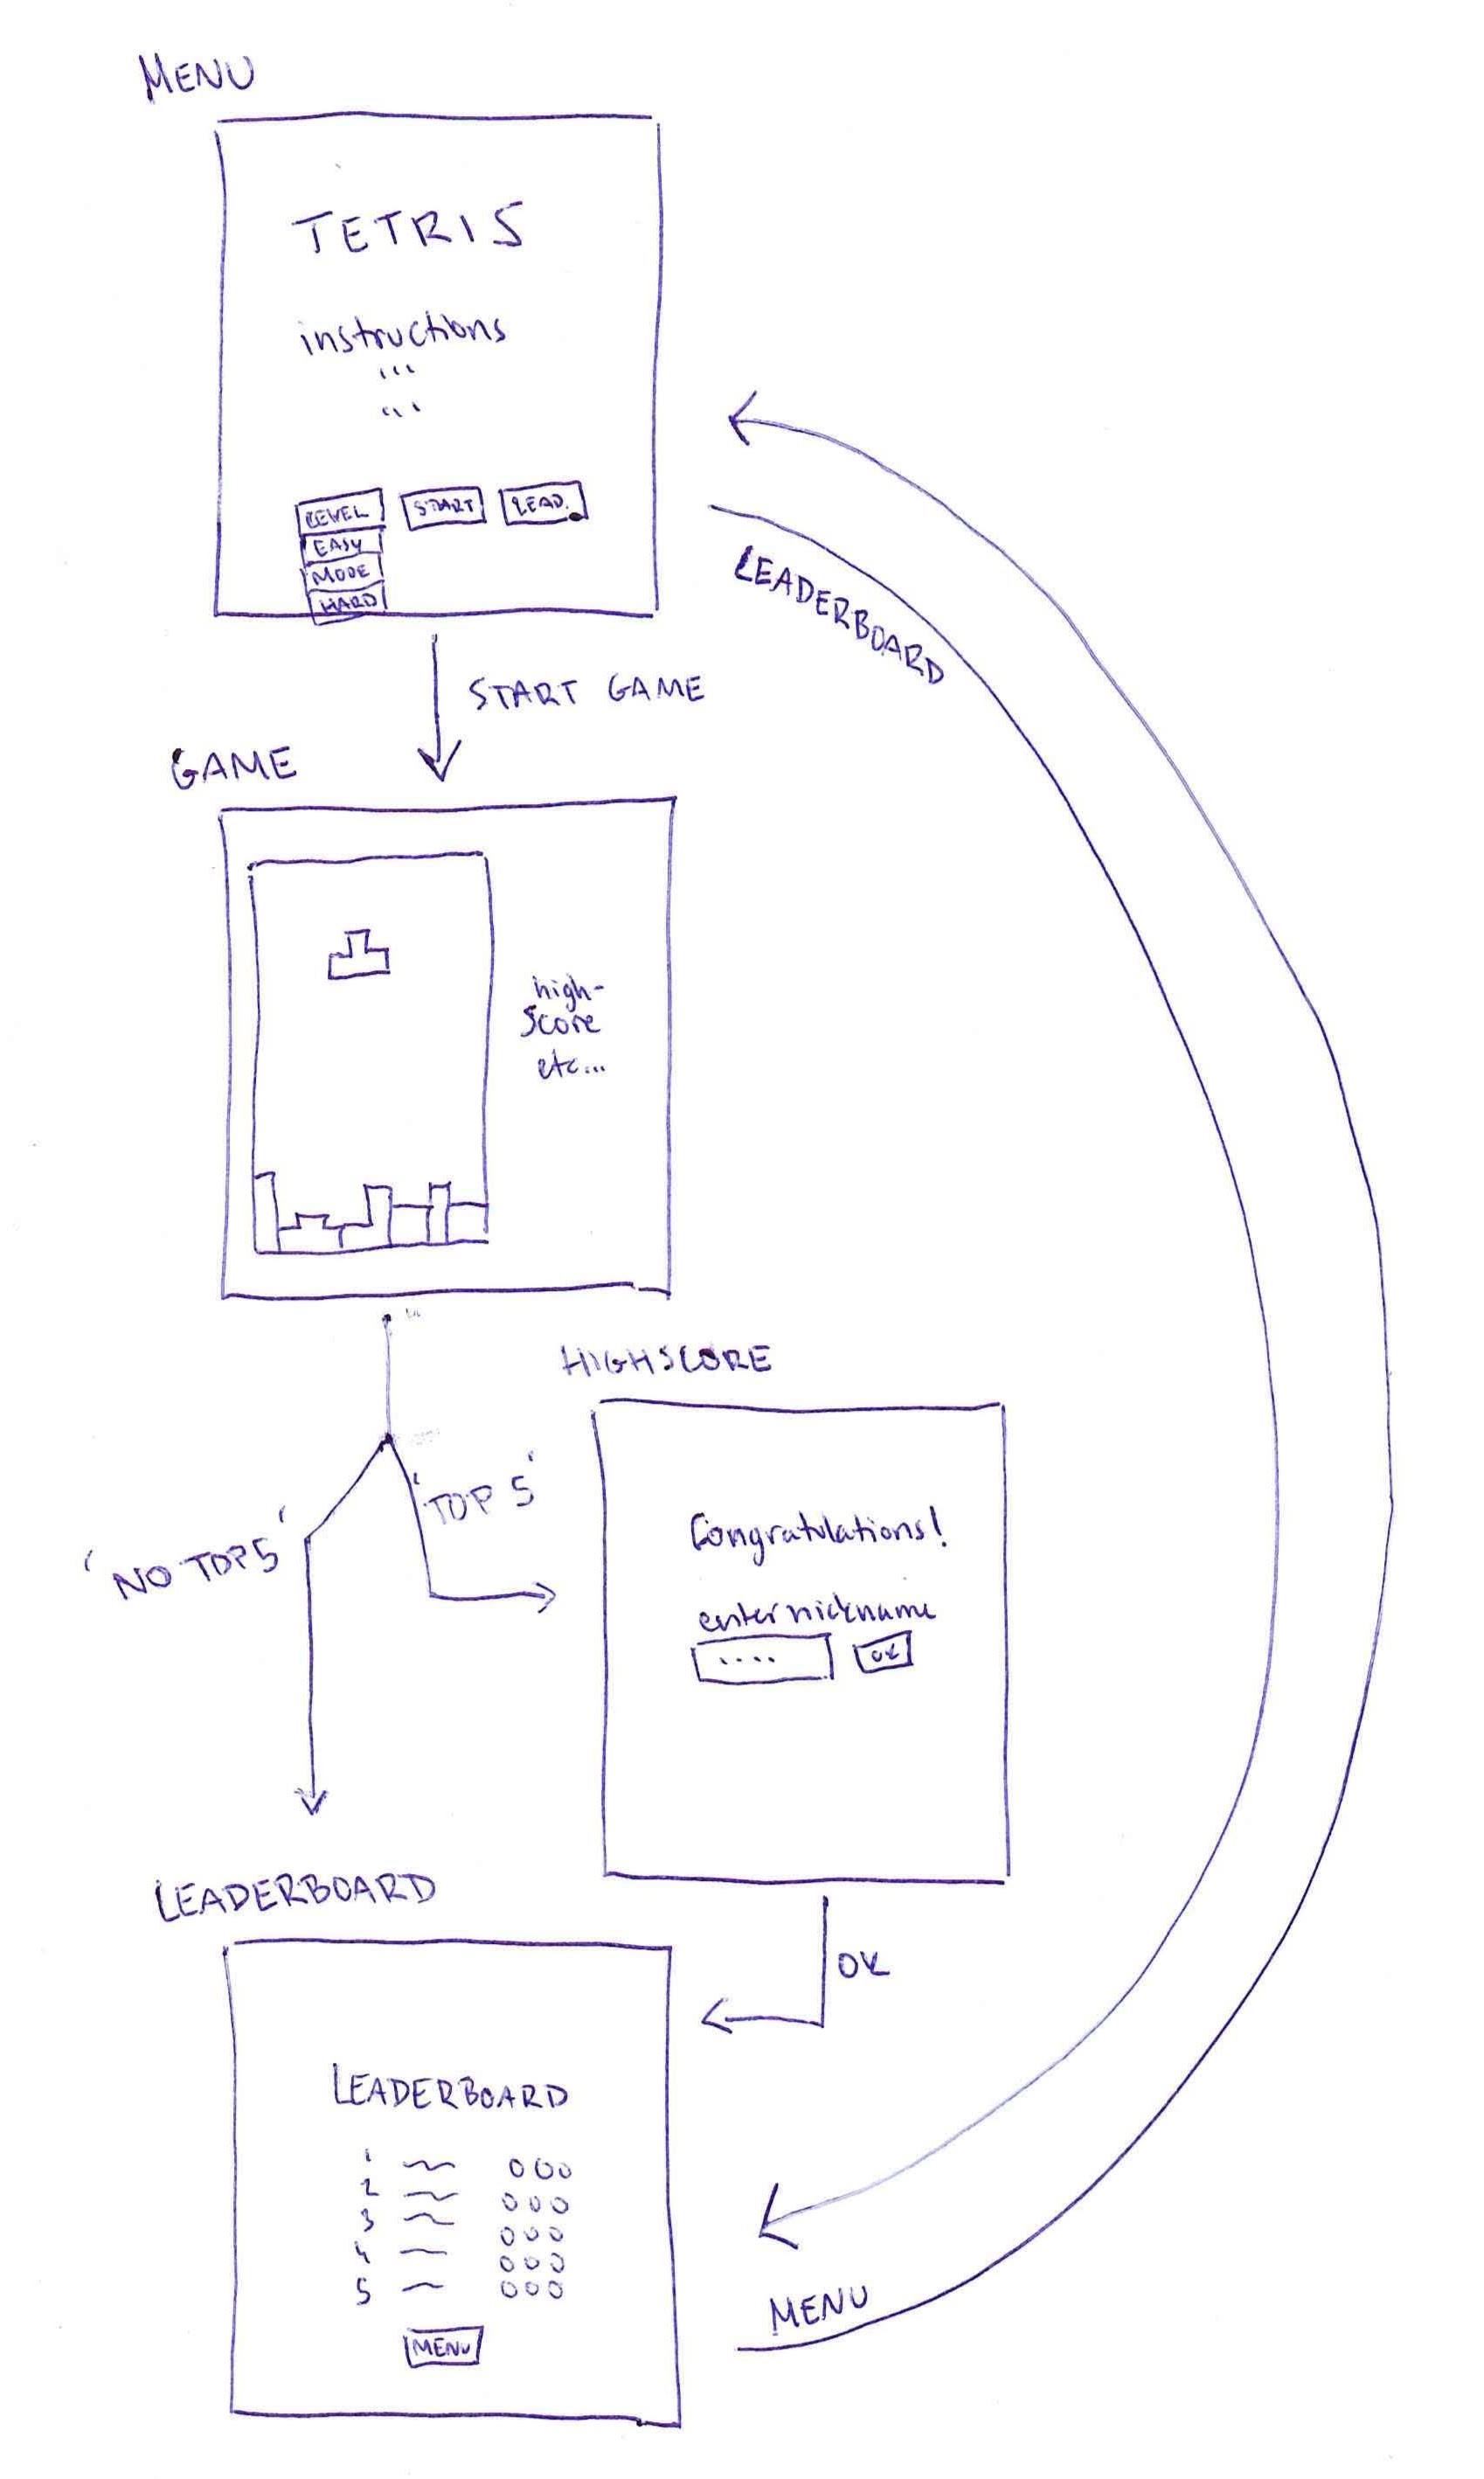 MENU
TETRIS
instructions
...
...
LEVEL START LEAD.
EASY
MODE
HARD
LEADERBOARD
START GAME
GAME
high-
score
etc...
HIGHSCORE
'TOP 5'
'NO TOP5'
Congratulations!
enter nickname
.... OK
LEADERBOARD
OK
LEADERBOARD
1 000
2 000
3 000
4 000
5 000
MENU
MENU